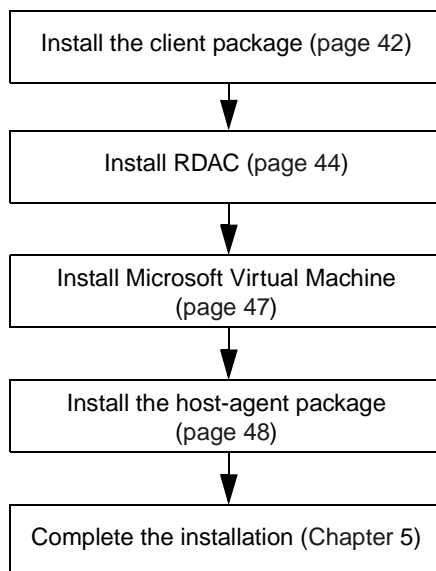 Install the client package (page 42)
Install RDAC (page 44)
Install Microsoft Virtual Machine
(page 47)
Install the host-agent package
(page 48)
Complete the installation (Chapter 5)